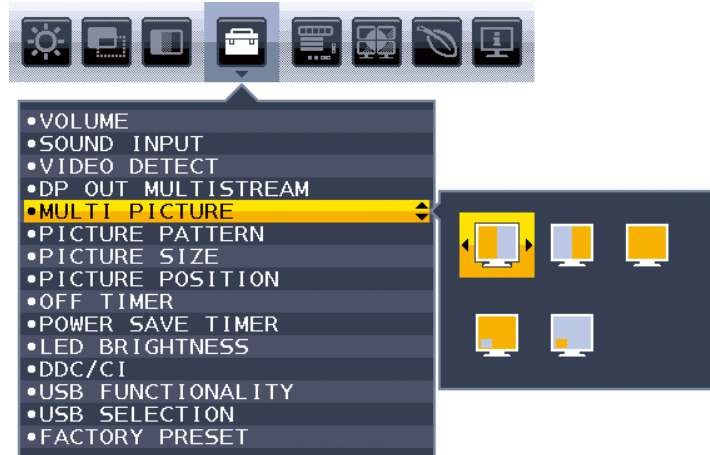 •VOLUME
•SOUND INPUT
•VIDEO DETECT
•DP OUT MULTISTREAM
•MULTI PICTURE
•PICTURE PATTERN
•PICTURE SIZE
•PICTURE POSITION
•OFF TIMER
•POWER SAVE TIMER
•LED BRIGHTNESS
•DDC/CI
•USB FUNCTIONALITY
•USB SELECTION
•FACTORY PRESET